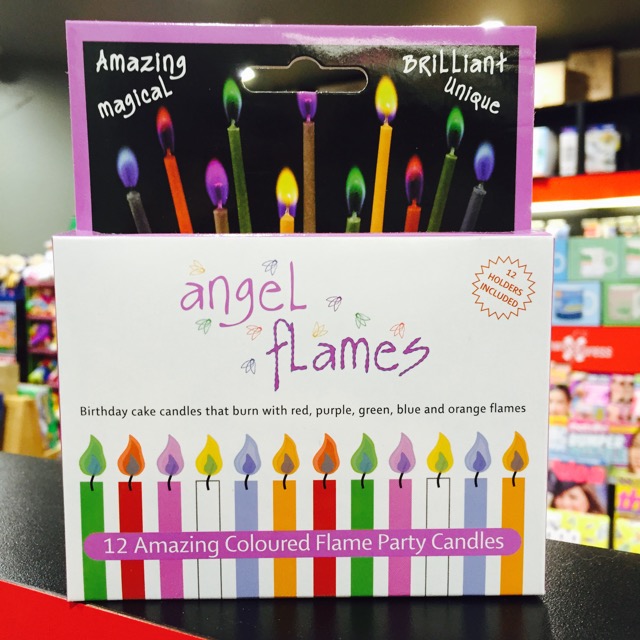 Amazing
magical
BRiLLiant
unique
angel
flames
12
HOLDERS
INCLUDED
Birthday cake candles that burn with red, purple, green, blue and orange flames
12 Amazing Coloured Flame Party Candles